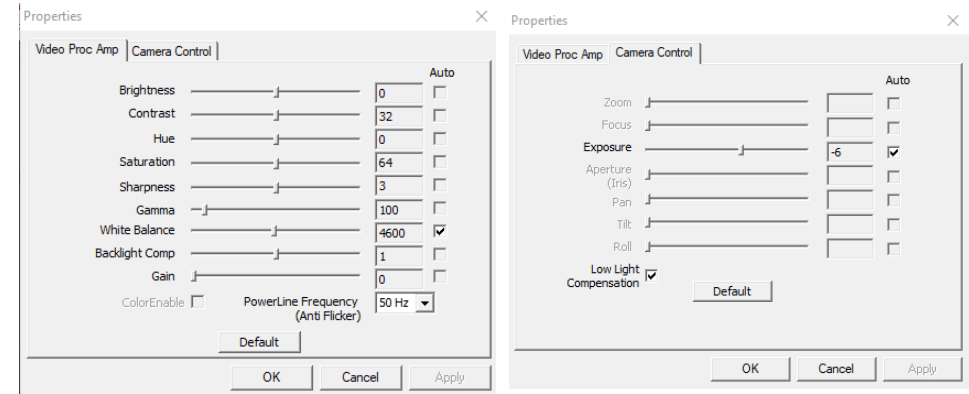 Properties
Video Proc Amp Camera Control
Auto
Brightness 0
Contrast 32
Hue 0
Saturation 64
Sharpness 3
Gamma 100
White Balance 4600
Backlight Comp 1
Gain 0
ColorEnable PowerLine Frequency 50 Hz
(Anti Flicker)
Default
OK Cancel Apply
Properties
Video Proc Amp Camera Control
Auto
Zoom
Focus
Exposure -6
Aperture
(Iris)
Pan
Tilt
Roll
Low Light
Compensation
Default
OK Cancel Apply